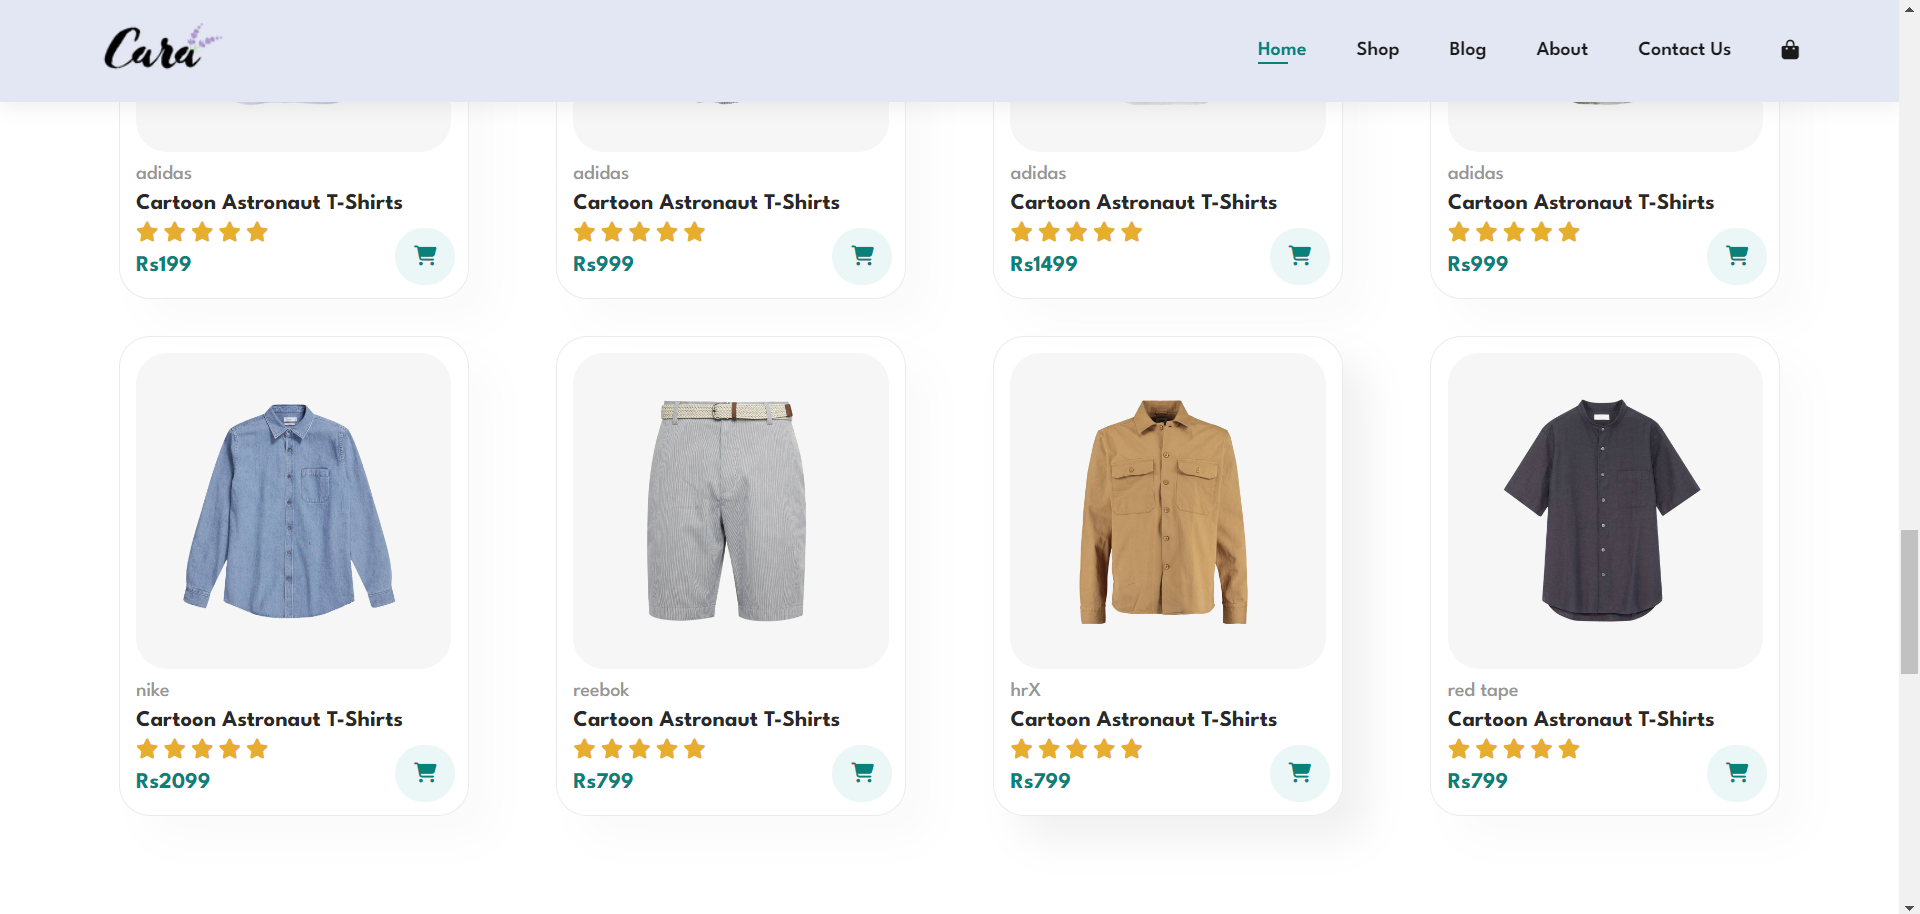 Cara
Home Shop Blog About Contact Us
adidas adidas adidas adidas
Cartoon Astronaut T-Shirts Cartoon Astronaut T-Shirts Cartoon Astronaut T-Shirts Cartoon Astronaut T-Shirts
Rs199 Rs999 Rs1499 Rs999
nike reebok hrX red tape
Cartoon Astronaut T-Shirts Cartoon Astronaut T-Shirts Cartoon Astronaut T-Shirts Cartoon Astronaut T-Shirts
Rs2099 Rs799 Rs799 Rs799